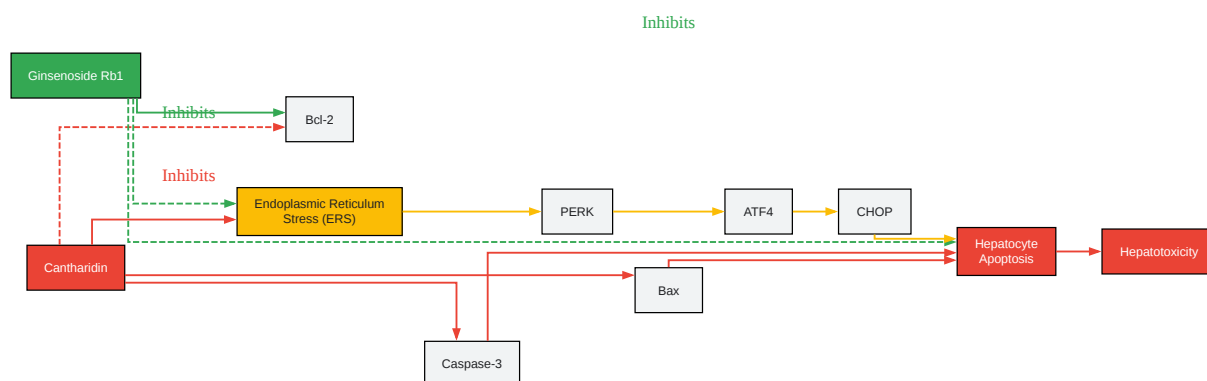 Inhibits
Ginsenoside Rb1
Inhibits
Bcl-2
Inhibits
Endoplasmic Reticulum
Stress (ERS)
PERK
ATF4
CHOP
Cantharidin
Hepatocyte
Apoptosis
Hepatotoxicity
Bax
Caspase-3